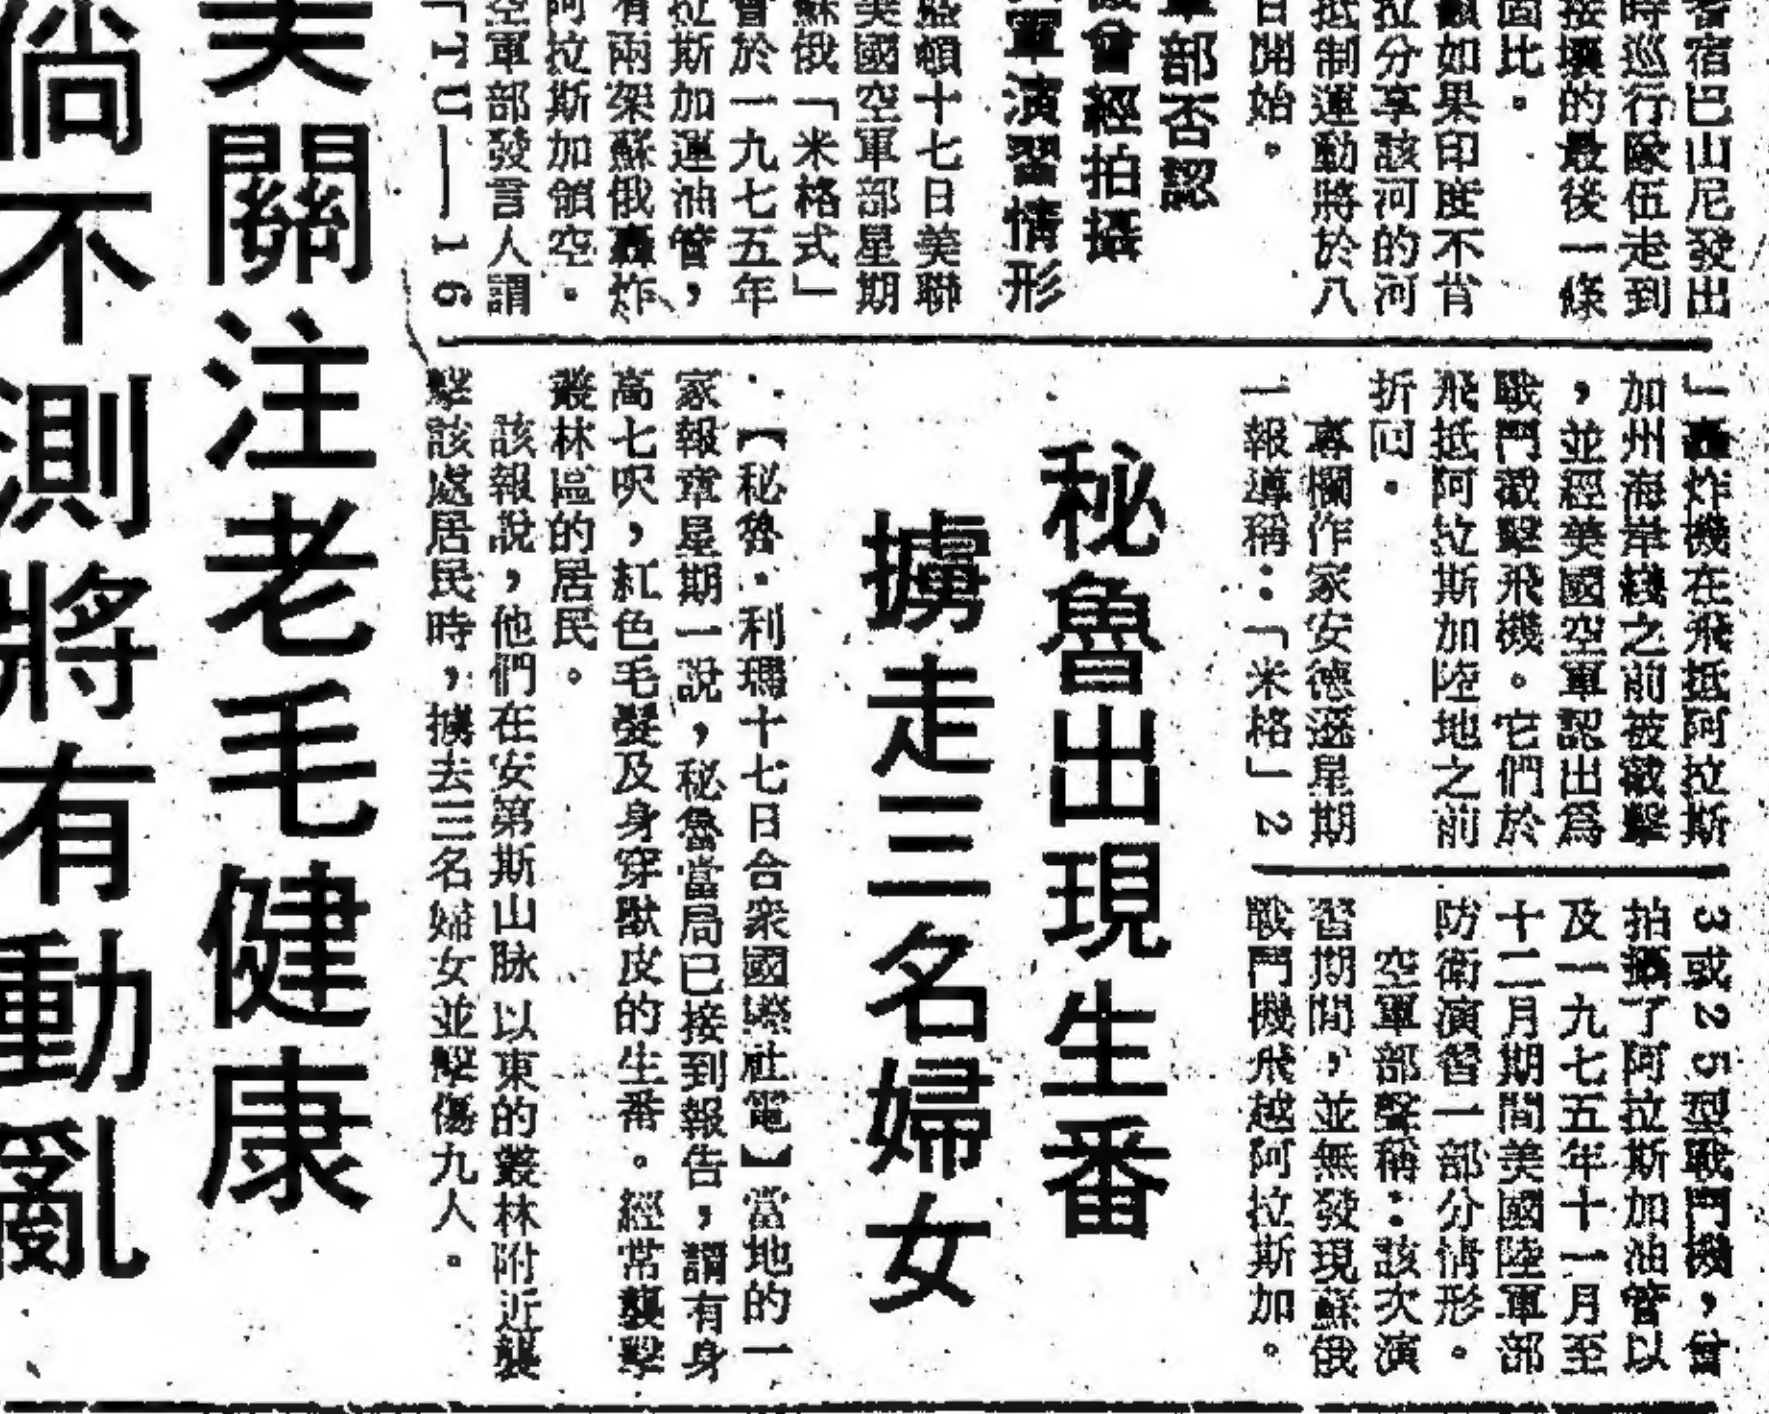 宿巴山尼發出
時巡行隊伍走到
接壤的最後一條
固比。
如果印度不肯
拉分享該河的河
抵制運動將於八
日開始。
軍部否認
曾經拍攝
軍演習情形
頓十七日美聯
美國空軍部星期
蘇俄「米格式」
曾於一九七五年
拉斯加運油管，
有兩架蘇俄轟炸
阿拉斯加領空。
空軍部發言人謂
「TU—16
」轟炸機在飛抵阿拉斯
加州海岸綫之前被截擊
，並經美國空軍認出爲
戰鬥截擊飛機。它們於
飛抵阿拉斯加陸地之前
折回。
專欄作家安德遜星期
一報導稱：「米格」2
3或25型戰鬥機，曾
拍攝了阿拉斯加油管以
及一九七五年十一月至
十二月期間美國陸軍部
防衛演習一部分情形。
空軍部聲稱：該次演
習期間，並無發現蘇俄
戰鬥機飛越阿拉斯加。
秘魯出現生番
擄走三名婦女
【秘魯．利瑪十七日合衆國際社電】當地的一
家報章星期一說，秘魯當局已接到報告，謂有身
高七呎，紅色毛髮及身穿獸皮的生番。經常襲擊
叢林區的居民。
該報說，他們在安第斯山脉以東的叢林附近襲
擊該處居民時，擄去三名婦女並擊傷九人。
美關注老毛健康
倘不測將有動亂